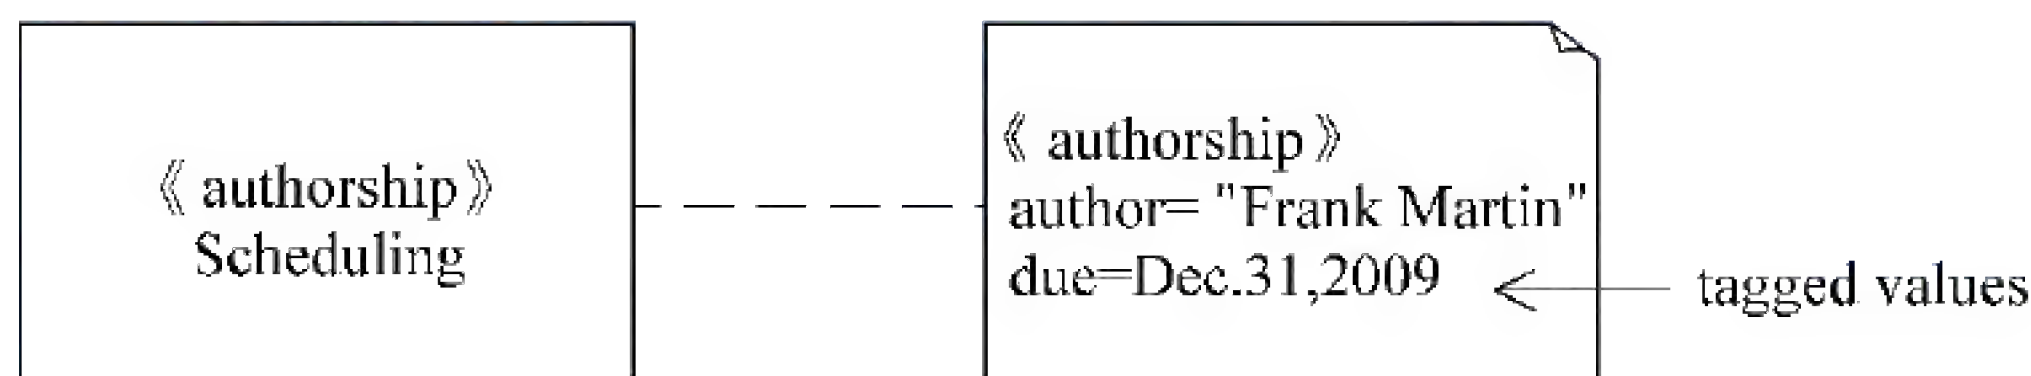 《 authorship》
Scheduling
《 authorship》
author= "Frank Martin"
due=Dec.31,2009
tagged values